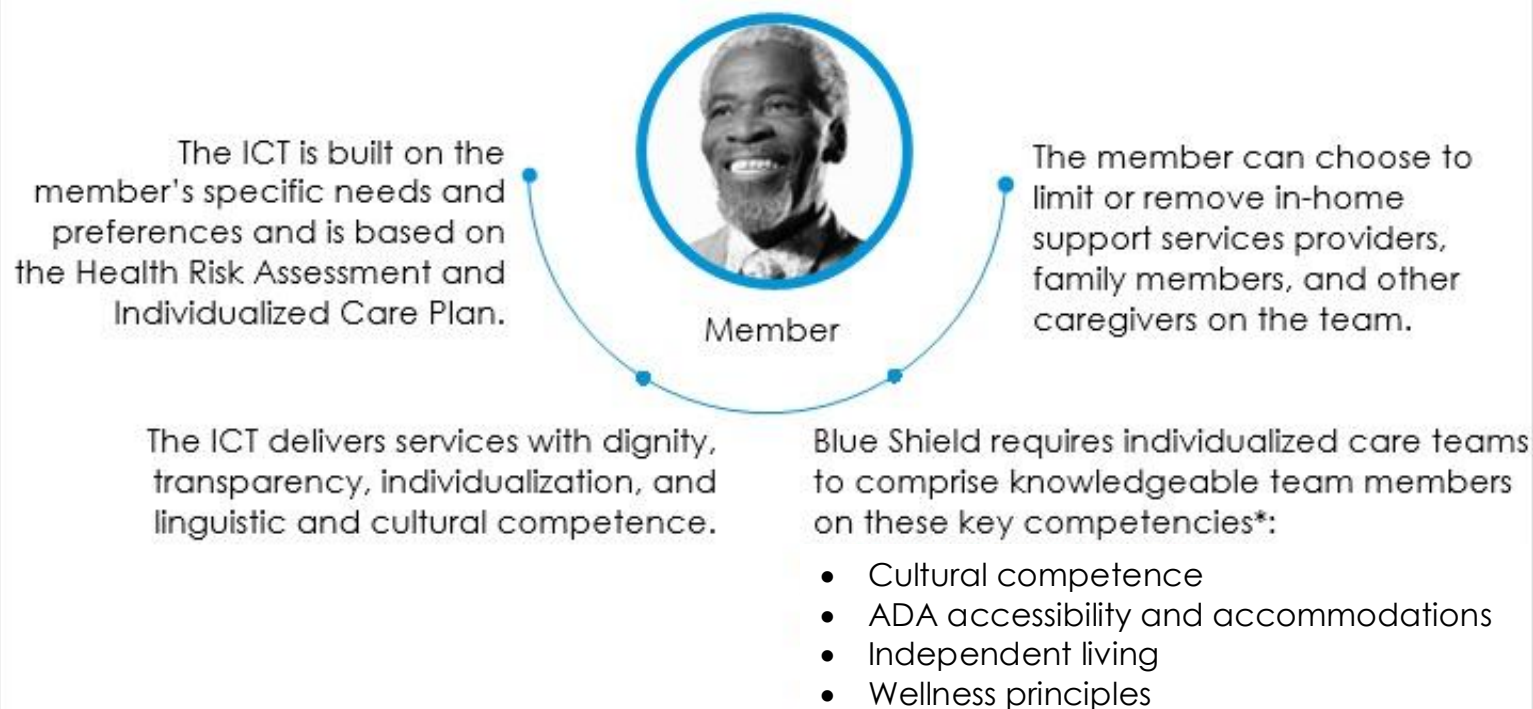 The ICT is built on the
member's specific needs and
preferences and is based on
the Health Risk Assessment and
Individualized Care Plan.
Member
The member can choose to
limit or remove in-home
support services providers,
family members, and other
caregivers on the team.
The ICT delivers services with dignity,
transparency, individualization, and
linguistic and cultural competence.
Blue Shield requires individualized care teams
to comprise knowledgeable team members
on these key competencies*:
• Cultural competence
• ADA accessibility and accommodations
• Independent living
• Wellness principles